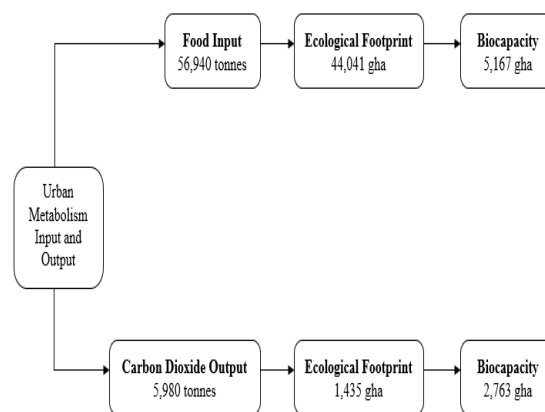 Food Input
56,940 tonnes
Ecological Footprint
44,041 gha
Biocapacity
5,167 gha
Urban
Metabolism
Input and
Output
Carbon Dioxide Output
5,980 tonnes
Ecological Footprint
1,435 gha
Biocapacity
2,763 gha